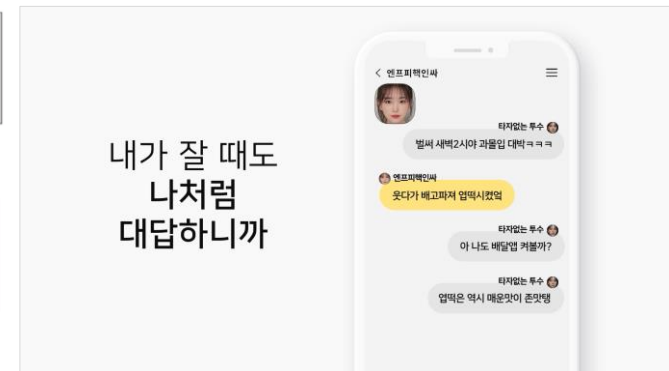 내가 잘 때도
나처럼
대답하니까
엔프피핵인싸
타자없는 투수
벌써 새벽2시야 과몰입 대박ㅋㅋㅋ
엔프피핵인싸
웃다가 배고파져 엽떡시켰엌
타자없는 투수
아 나도 배달앱 켜볼까?
타자없는 투수
엽떡은 역시 매운맛이 존맛탱